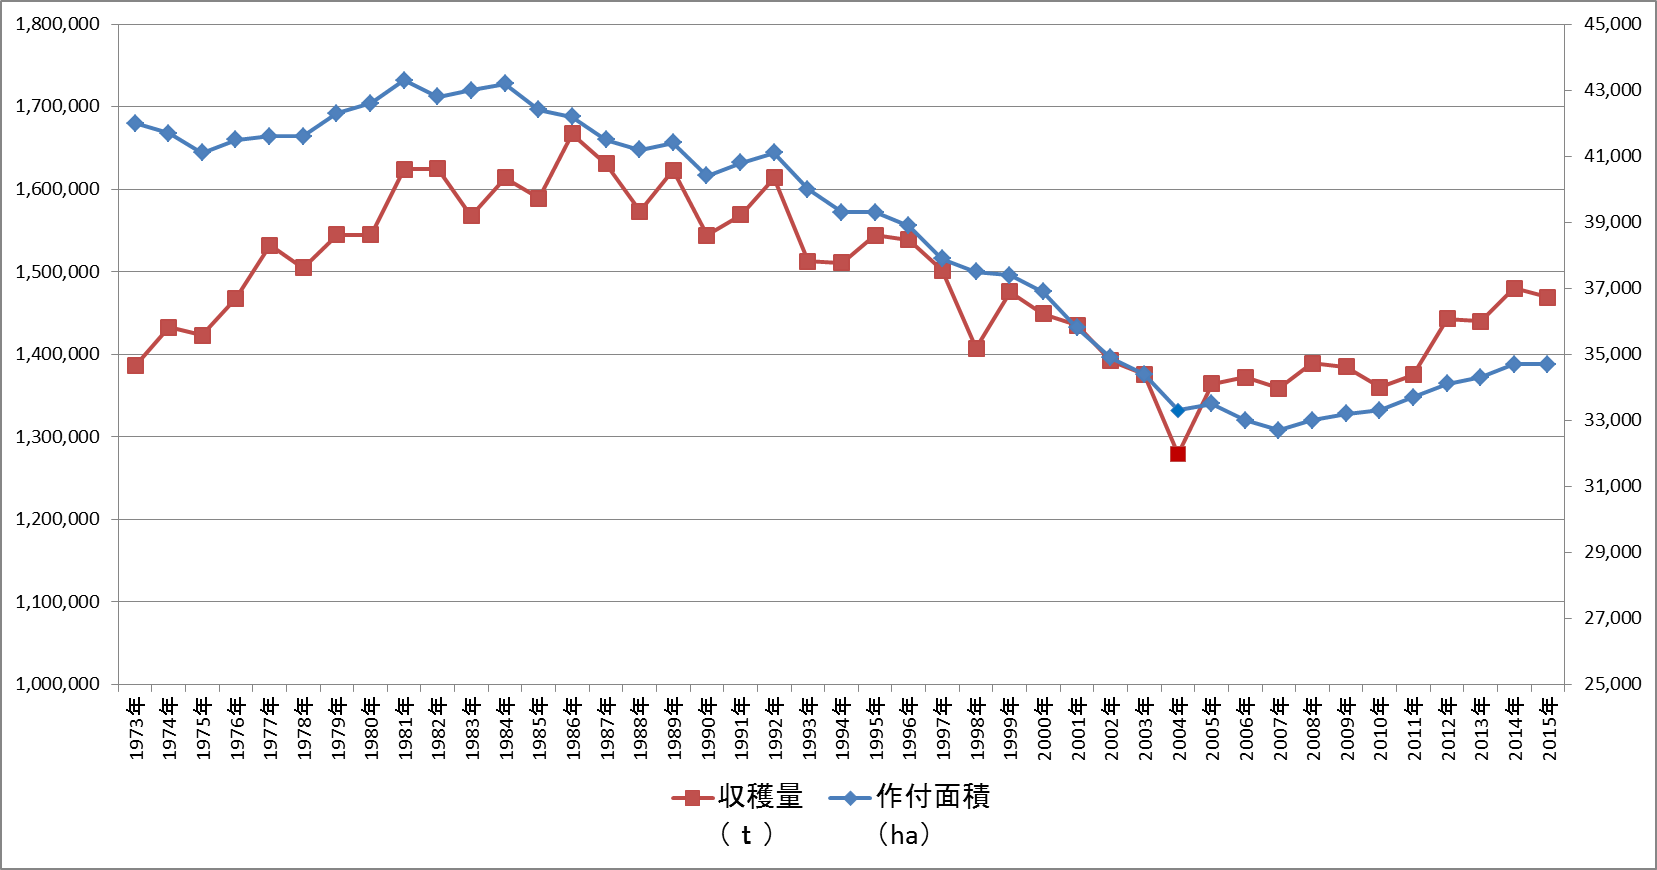 1,800,000
1,700,000
1,600,000
1,500,000
1,400,000
1,300,000
1,200,000
1,100,000
1,000,000
45,000
43,000
41,000
39,000
37,000
35,000
33,000
31,000
29,000
27,000
25,000
1973年
1974年
1975年
1976年
1977年
1978年
1979年
1980年
1981年
1982年
1983年
1984年
1985年
1986年
1987年
1988年
1989年
1990年
1991年
1992年
1993年
1994年
1995年
1996年
1997年
1998年
1999年
2000年
2001年
2002年
2003年
2004年
2005年
2006年
2007年
2008年
2009年
2010年
2011年
2012年
2013年
2014年
2015年
収穫量
（ｔ）
作付面積
（ha）